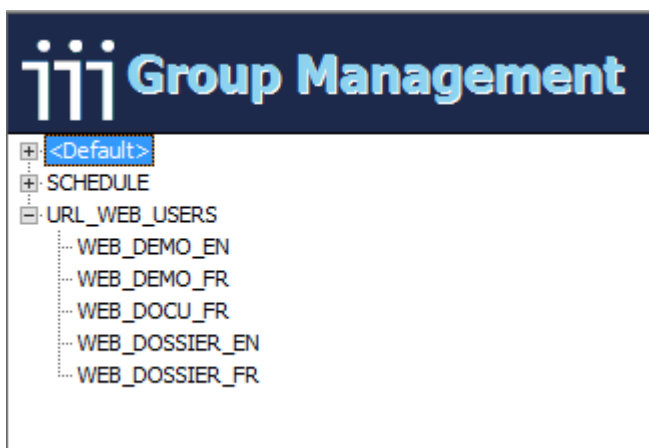 Group Management
<Default>
SCHEDULE
URL_WEB_USERS
WEB_DEMO_EN
WEB_DEMO_FR
WEB_DOCU_FR
WEB_DOSSIER_EN
WEB_DOSSIER_FR